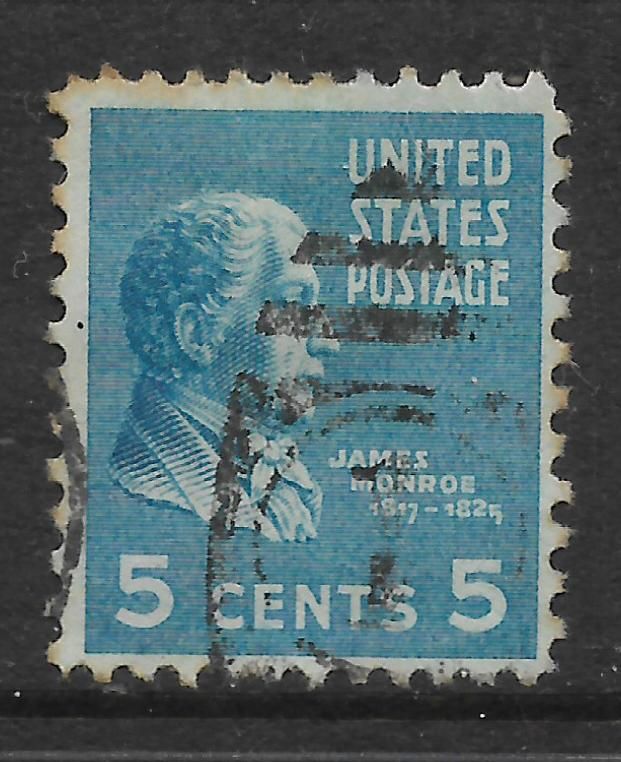 UNITED
STATES
POSTAGE
JAMES
MONROE
1817-1825
5 CENTS 5